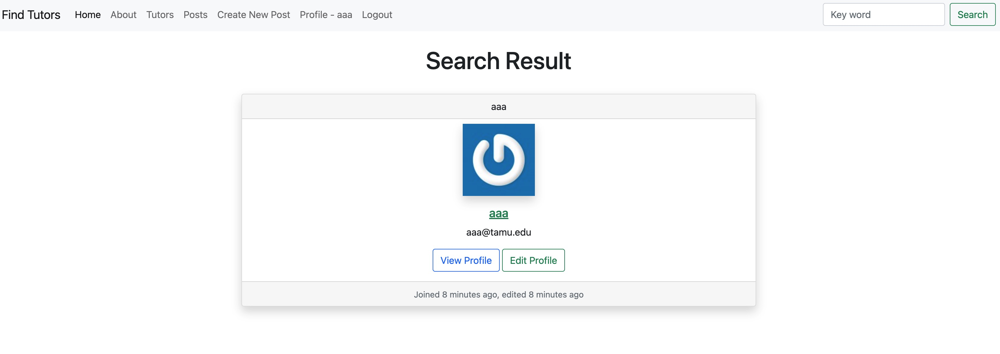 Find Tutors Home About Tutors Posts Create New Post Profile - aaa Logout Key word Search
Search Result
aaa
aaa
aaa@tamu.edu
View Profile Edit Profile
Joined 8 minutes ago, edited 8 minutes ago